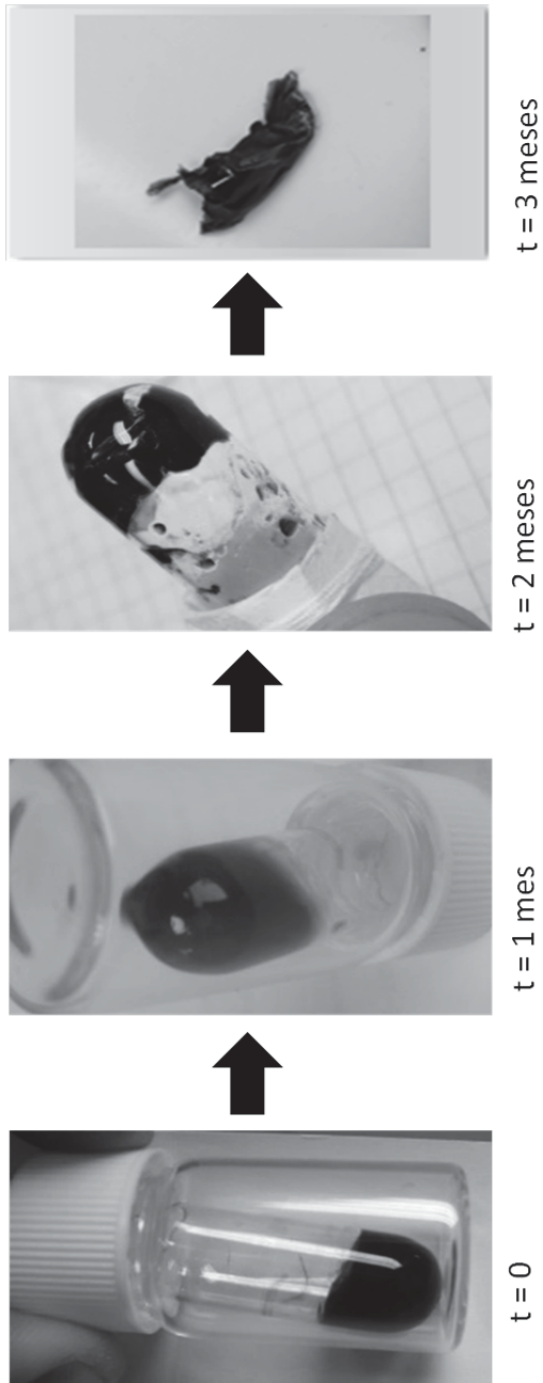 t = 0
t = 1 mes
t = 2 meses
t = 3 meses